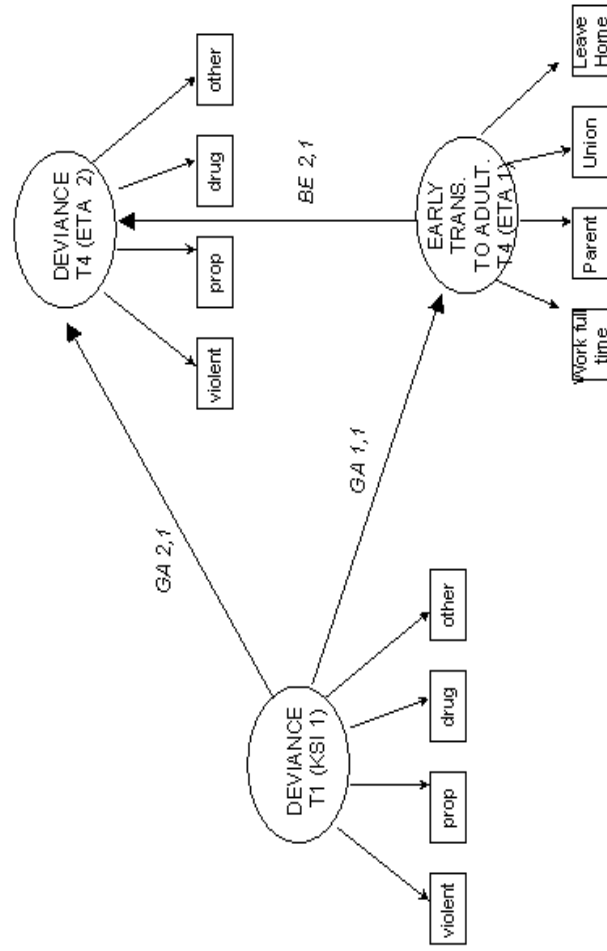 DEVIANCE
T4 (ETA 2)
violent
prop
drug
other
GA 2,1
BE 2,1
DEVIANCE
T1 (KSI 1)
violent
prop
drug
other
GA 1,1
EARLY
TRANS.
TO ADULT.
T4 (ETA 1)
Work full
time
Parent
Union
Leave
Home